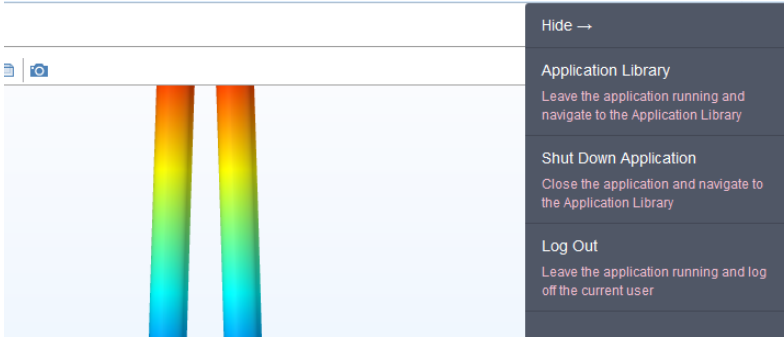 Hide →
Application Library
Leave the application running and
navigate to the Application Library
Shut Down Application
Close the application and navigate to
the Application Library
Log Out
Leave the application running and log
off the current user